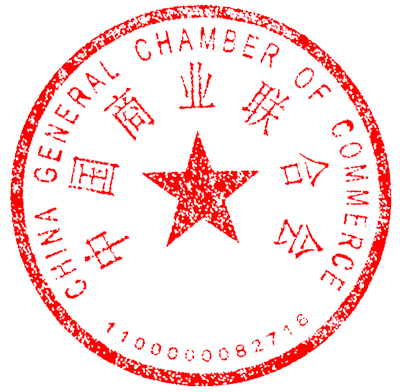 CHINA GENERAL CHAMBER OF COMMERCE
中国商业联合会
1100000082716